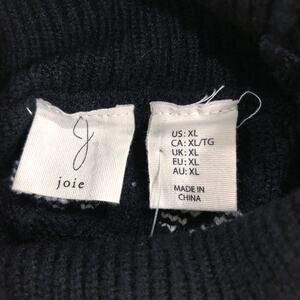 J
joie
US: XL
CA: XL/TG
UK: XL
EU: XL
AU: XL
MADE IN
CHINA